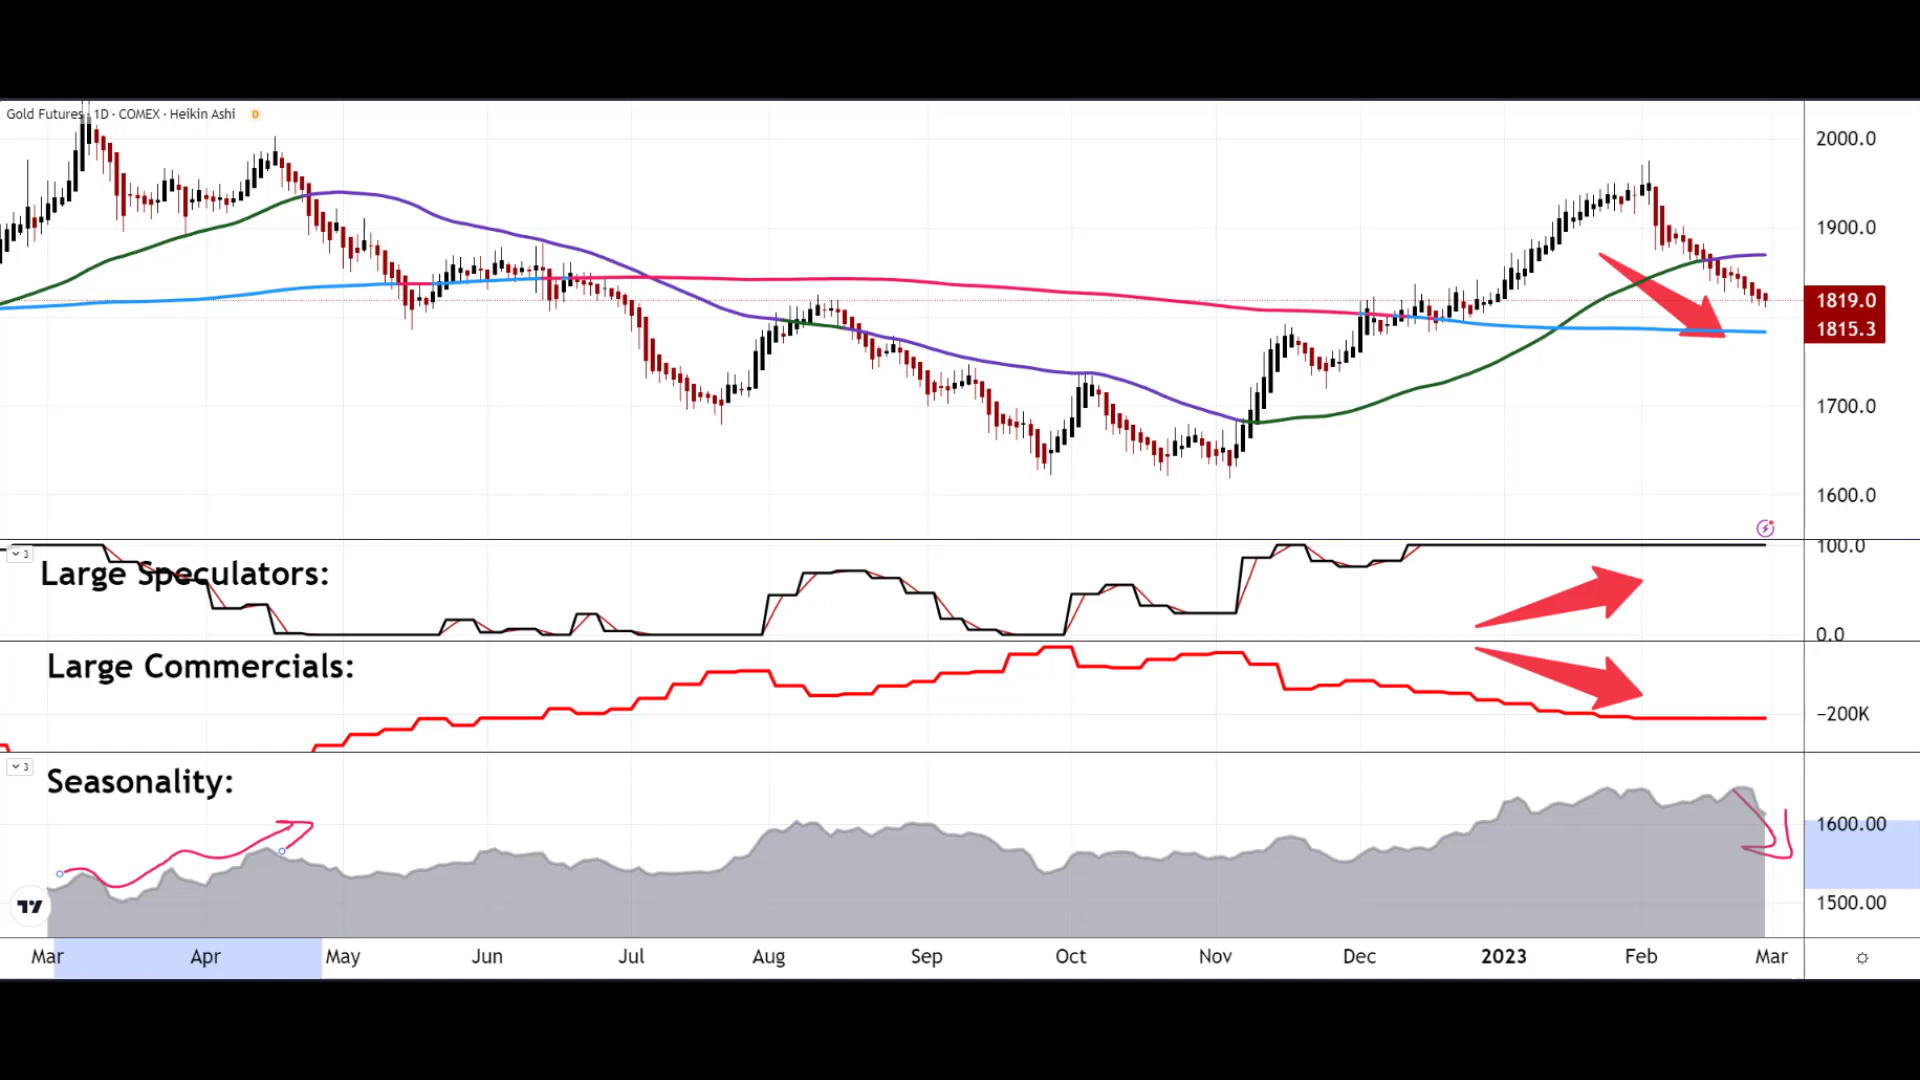 Gold Futures · 1D · COMEX · Heikin Ashi D
2000.0
1900.0
1819.0
1815.3
1700.0
1600.0
3
100.0
Large Speculators:
0.0
Large Commercials:
−200K
3
Seasonality:
1600.00
1500.00
Mar Apr May Jun Jul Aug Sep Oct Nov Dec 2023 Feb Mar